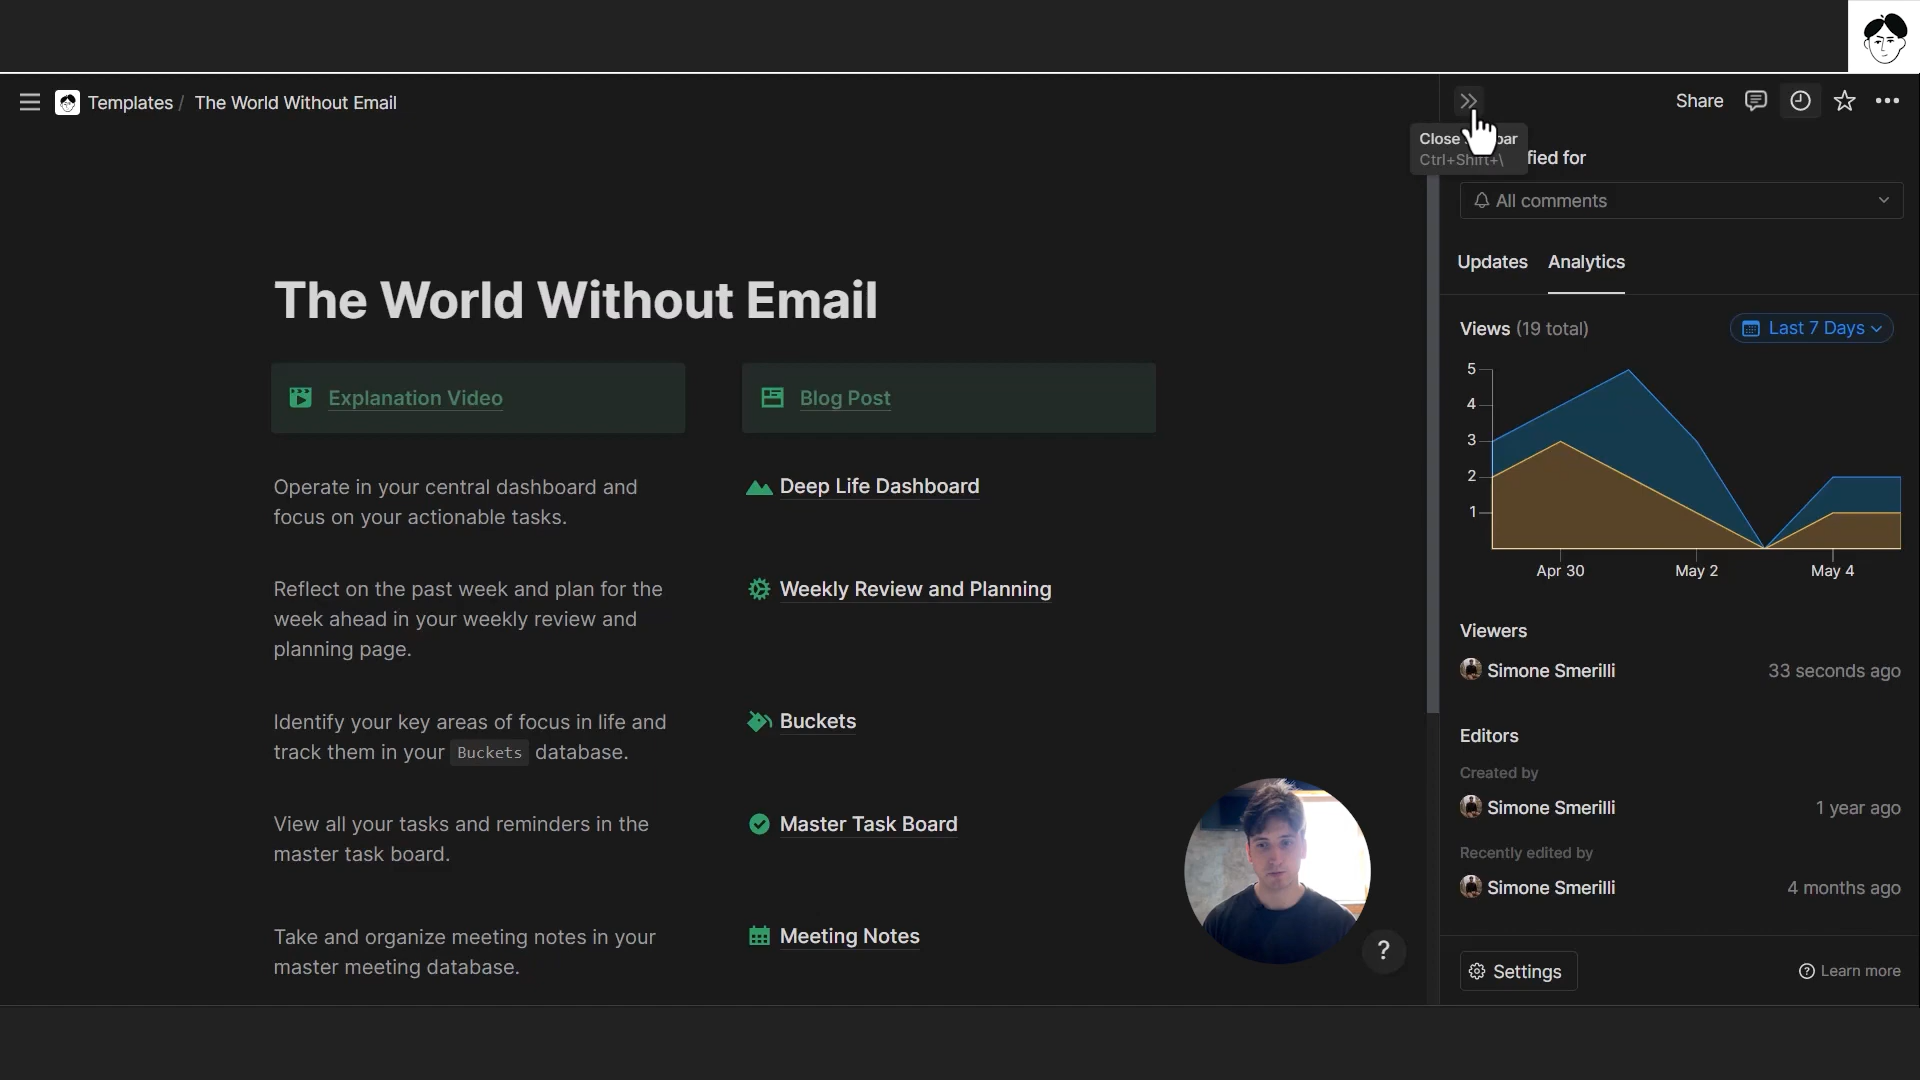 Templates / The World Without Email
Share
Close
Ctrl+Shift+\
fied for
All comments
Updates Analytics
Views (19 total)
Last 7 Days
5
4
3
2
1
Apr 30 May 2 May 4
Viewers
Simone Smerilli 33 seconds ago
Editors
Created by
Simone Smerilli 1 year ago
Recently edited by
Simone Smerilli 4 months ago
Settings
Learn more
The World Without Email
Explanation Video
Blog Post
Operate in your central dashboard and
focus on your actionable tasks.
Deep Life Dashboard
Reflect on the past week and plan for the
week ahead in your weekly review and
planning page.
Weekly Review and Planning
Identify your key areas of focus in life and
track them in your Buckets database.
Buckets
View all your tasks and reminders in the
master task board.
Master Task Board
Take and organize meeting notes in your
master meeting database.
Meeting Notes
?